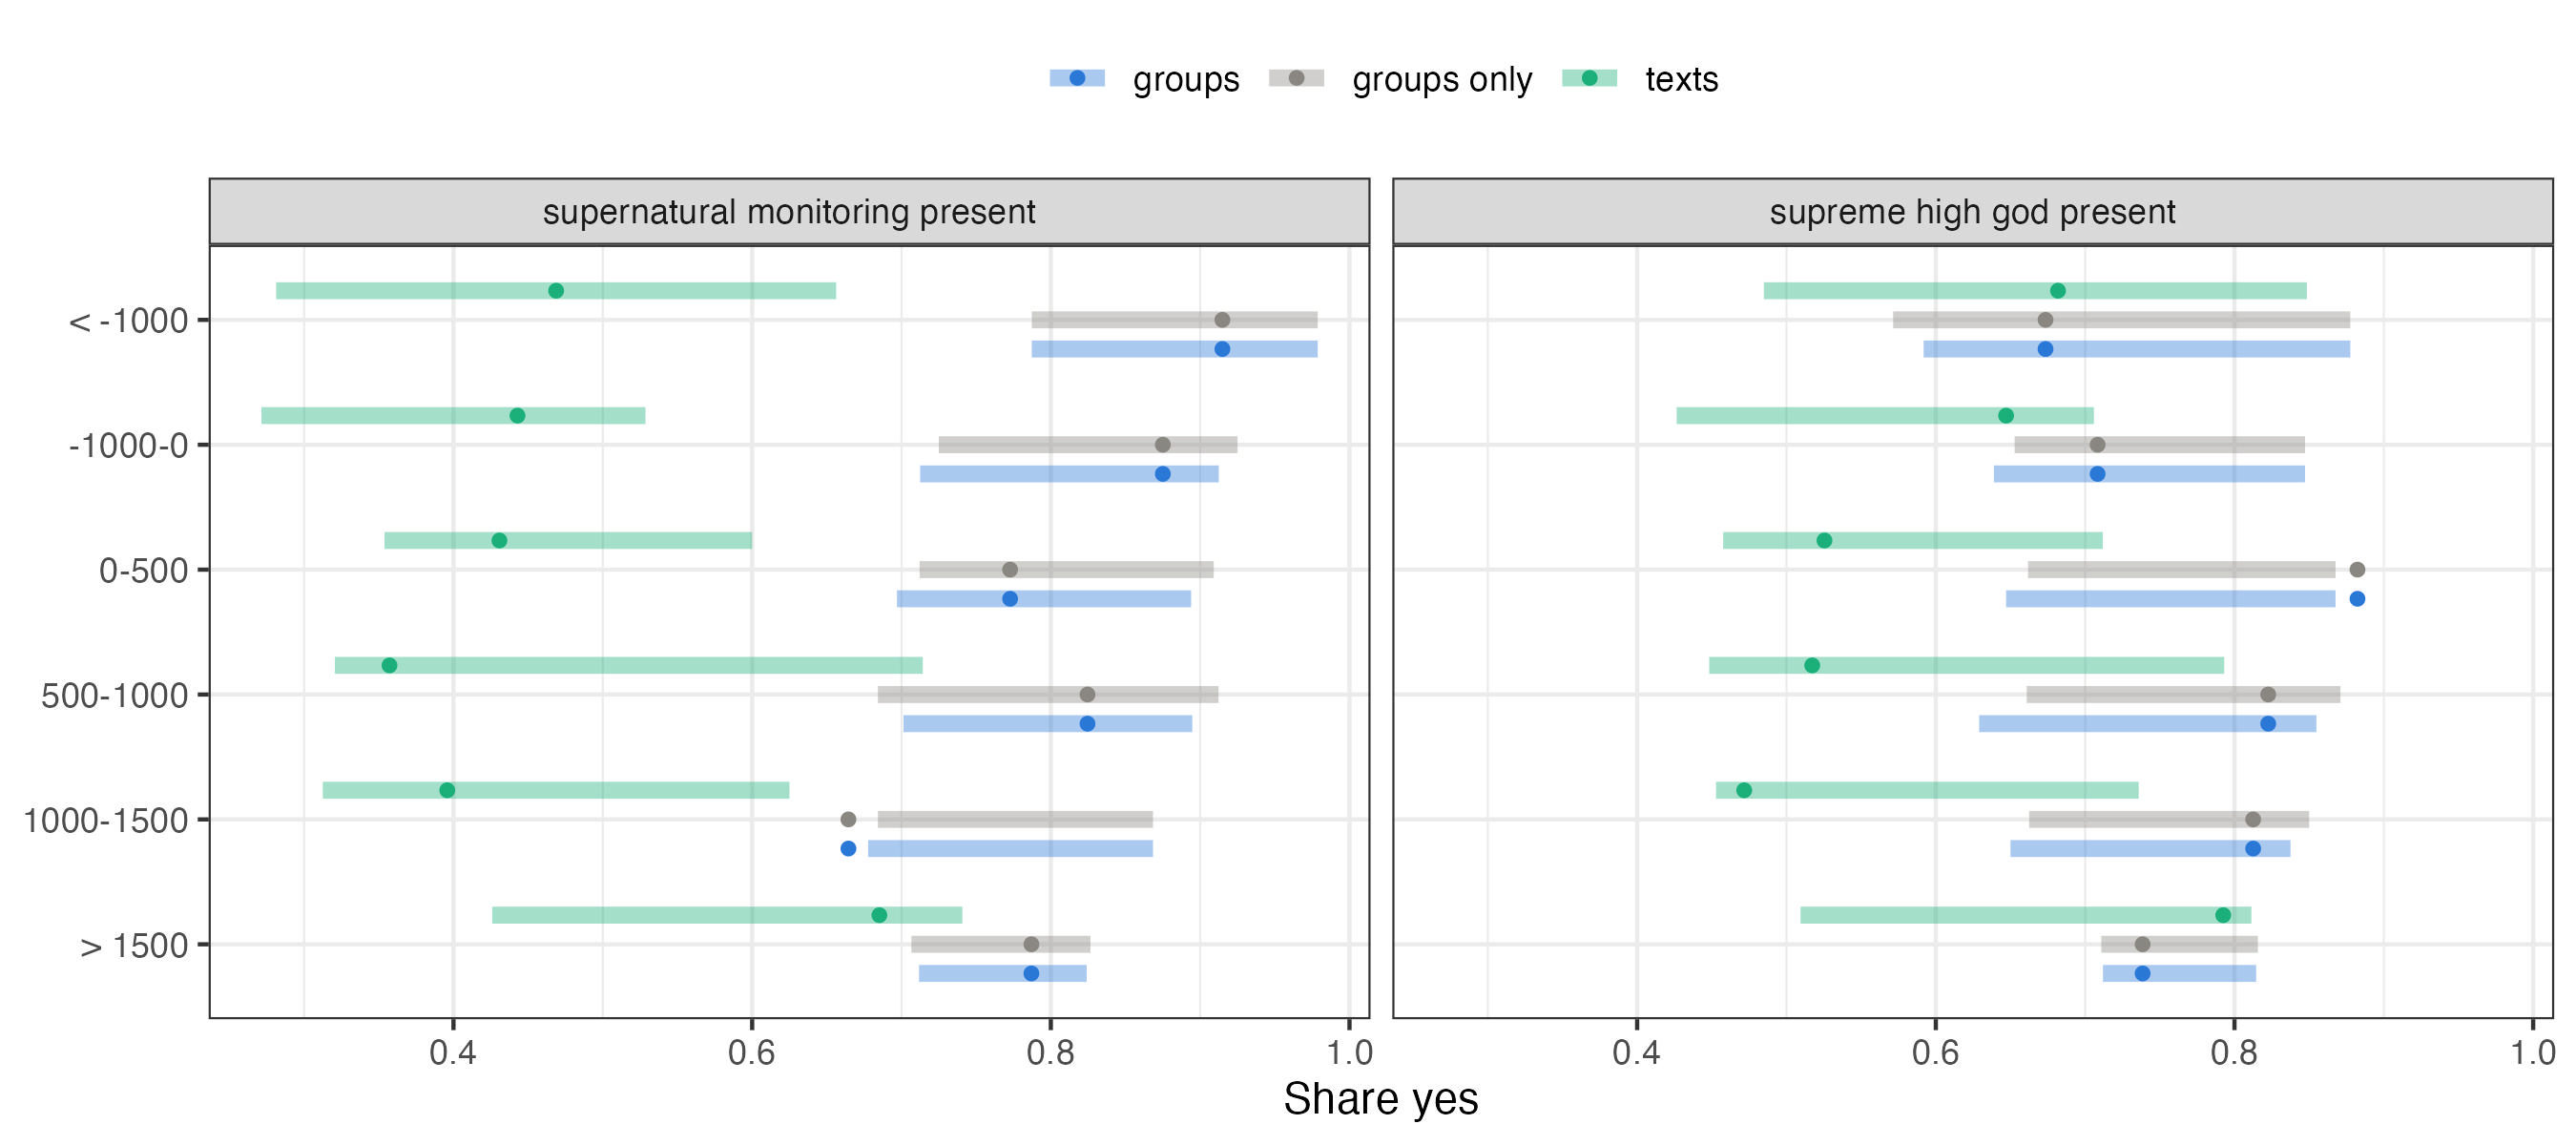 groups groups only texts
supernatural monitoring present supreme high god present
< -1000
-1000-0
0-500
500-1000
1000-1500
> 1500
0.4 0.6 0.8 1.0 0.4 0.6 0.8 1.0
Share yes